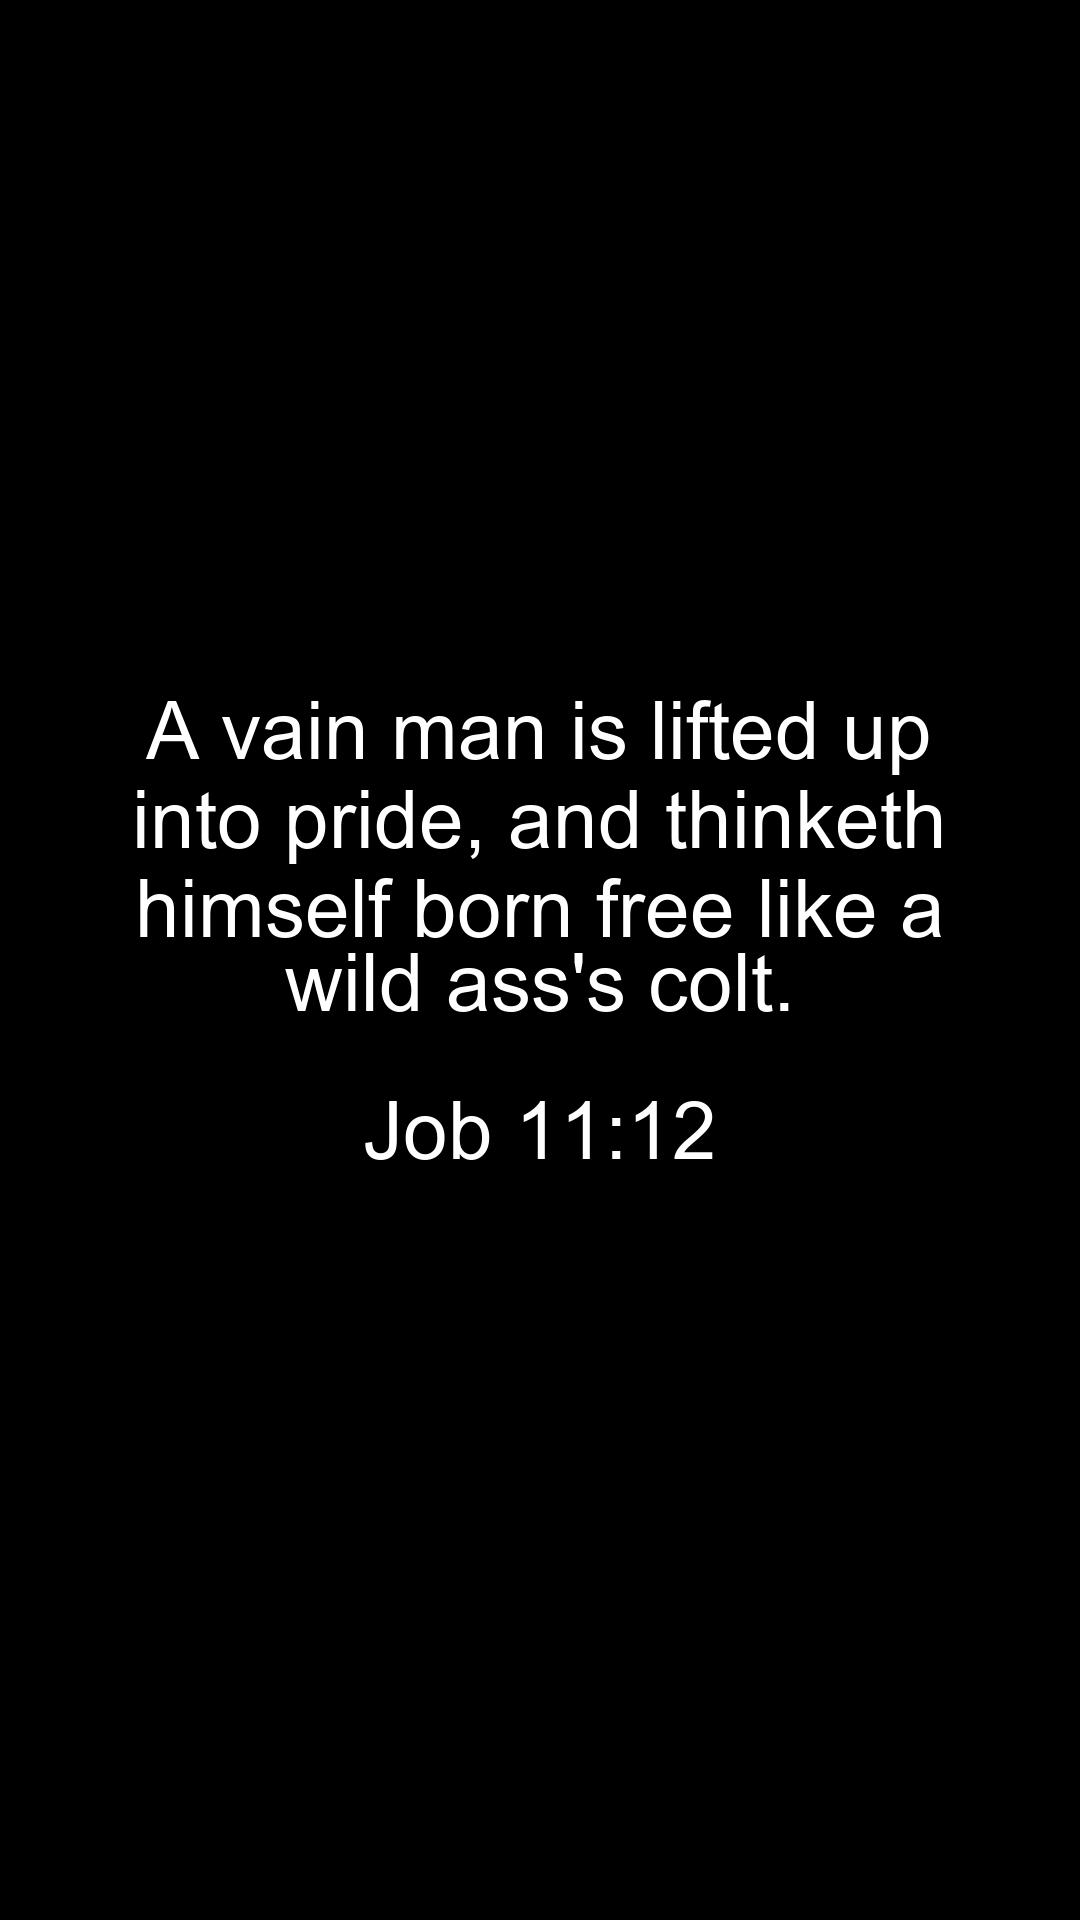 A vain man is lifted up
into pride, and thinketh
himself born free like a
wild ass's colt.
Job 11:12